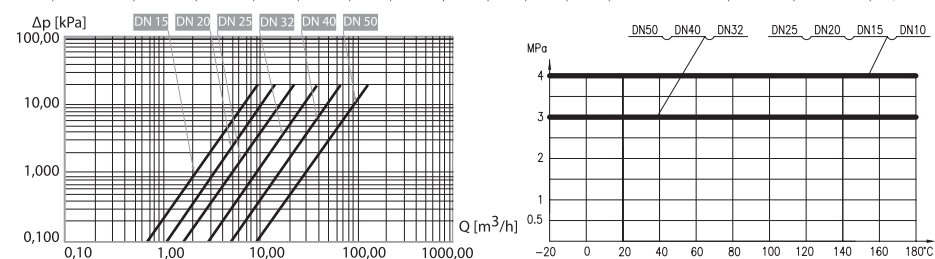 Δp [kPa]
DN 15 DN 20 DN 25 DN 32 DN 40 DN 50
100,00
10,00
1,000
0,100
0,10 1,00 10,00 100,00 1000,00
Q [m3/h]
MPa
DN50 DN40 DN32 DN25 DN20 DN15 DN10
4
3
2
1
0.5
-20 0 20 40 60 80 100 120 140 160 180°C